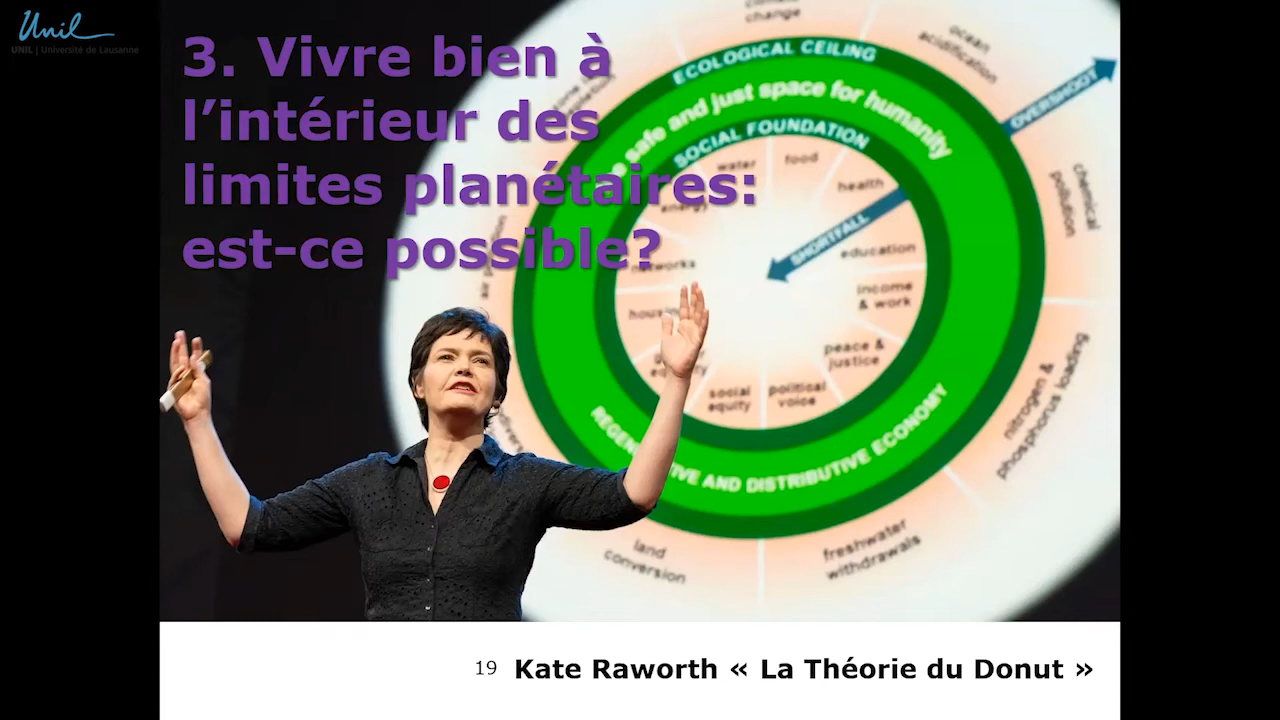 Unil
UNIL | Université de Lausanne
3. Vivre bien à
l’intérieur des
limites planétaires:
est-ce possible?
climate
change
ocean
acidification
ECOLOGICAL CEILING
safe and just space for humanity
OVERSHOOT
SOCIAL FOUNDATION
water
food
health
energy
SHORTFALL
education
networks
income
& work
housing
peace &
justice
social
equity
political
voice
chemical
pollution
air pollution
nitrogen &
phosphorus loading
AND DISTRIBUTIVE ECONOMY
land
conversion
freshwater
withdrawals
19 Kate Raworth « La Théorie du Donut »